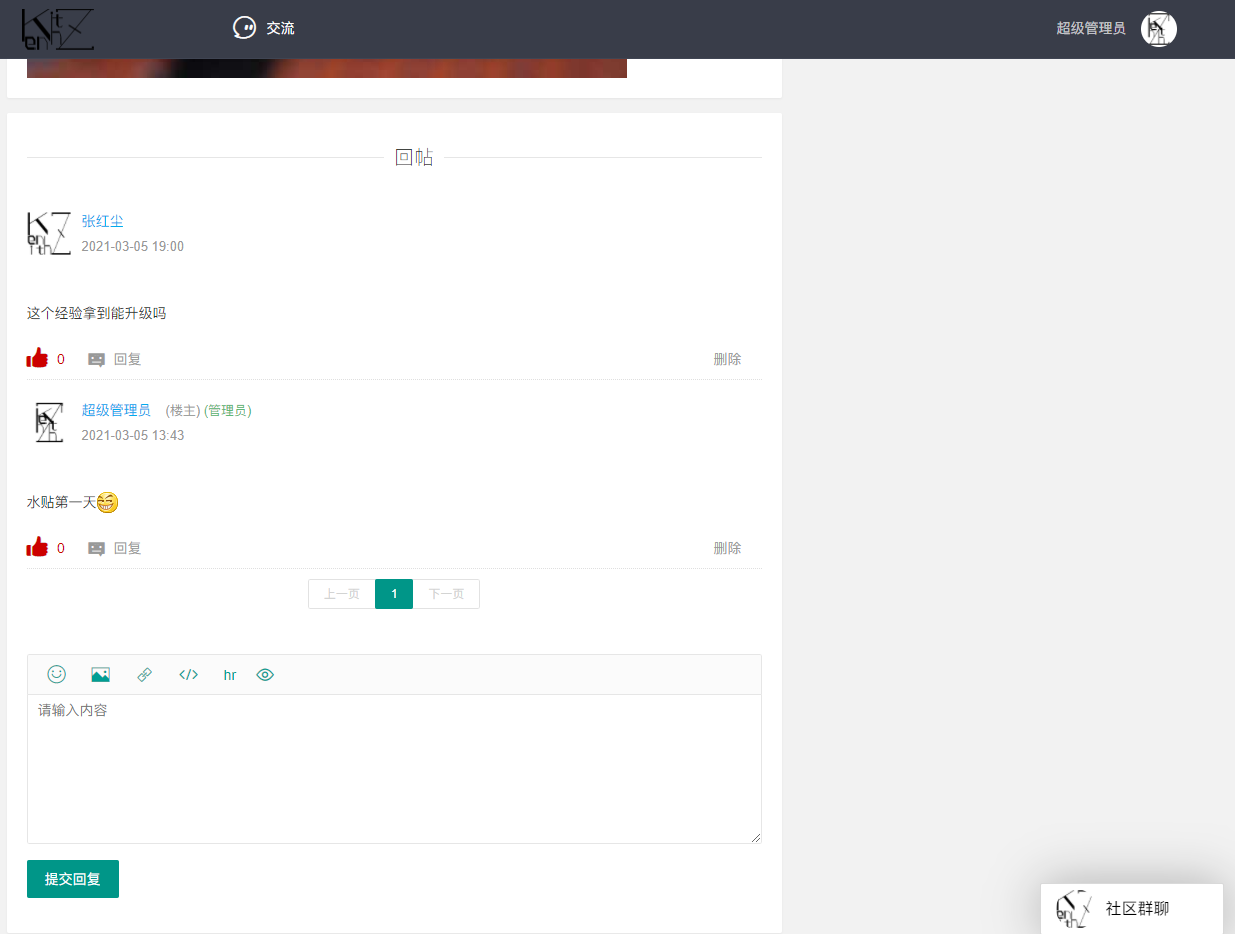 交流
超级管理员
回帖
张红尘
2021-03-05 19:00
这个经验拿到能升级吗
0 回复 删除
超级管理员 (楼主) (管理员)
2021-03-05 13:43
水贴第一天
0 回复 删除
上一页 1 下一页
hr
请输入内容
提交回复
社区群聊